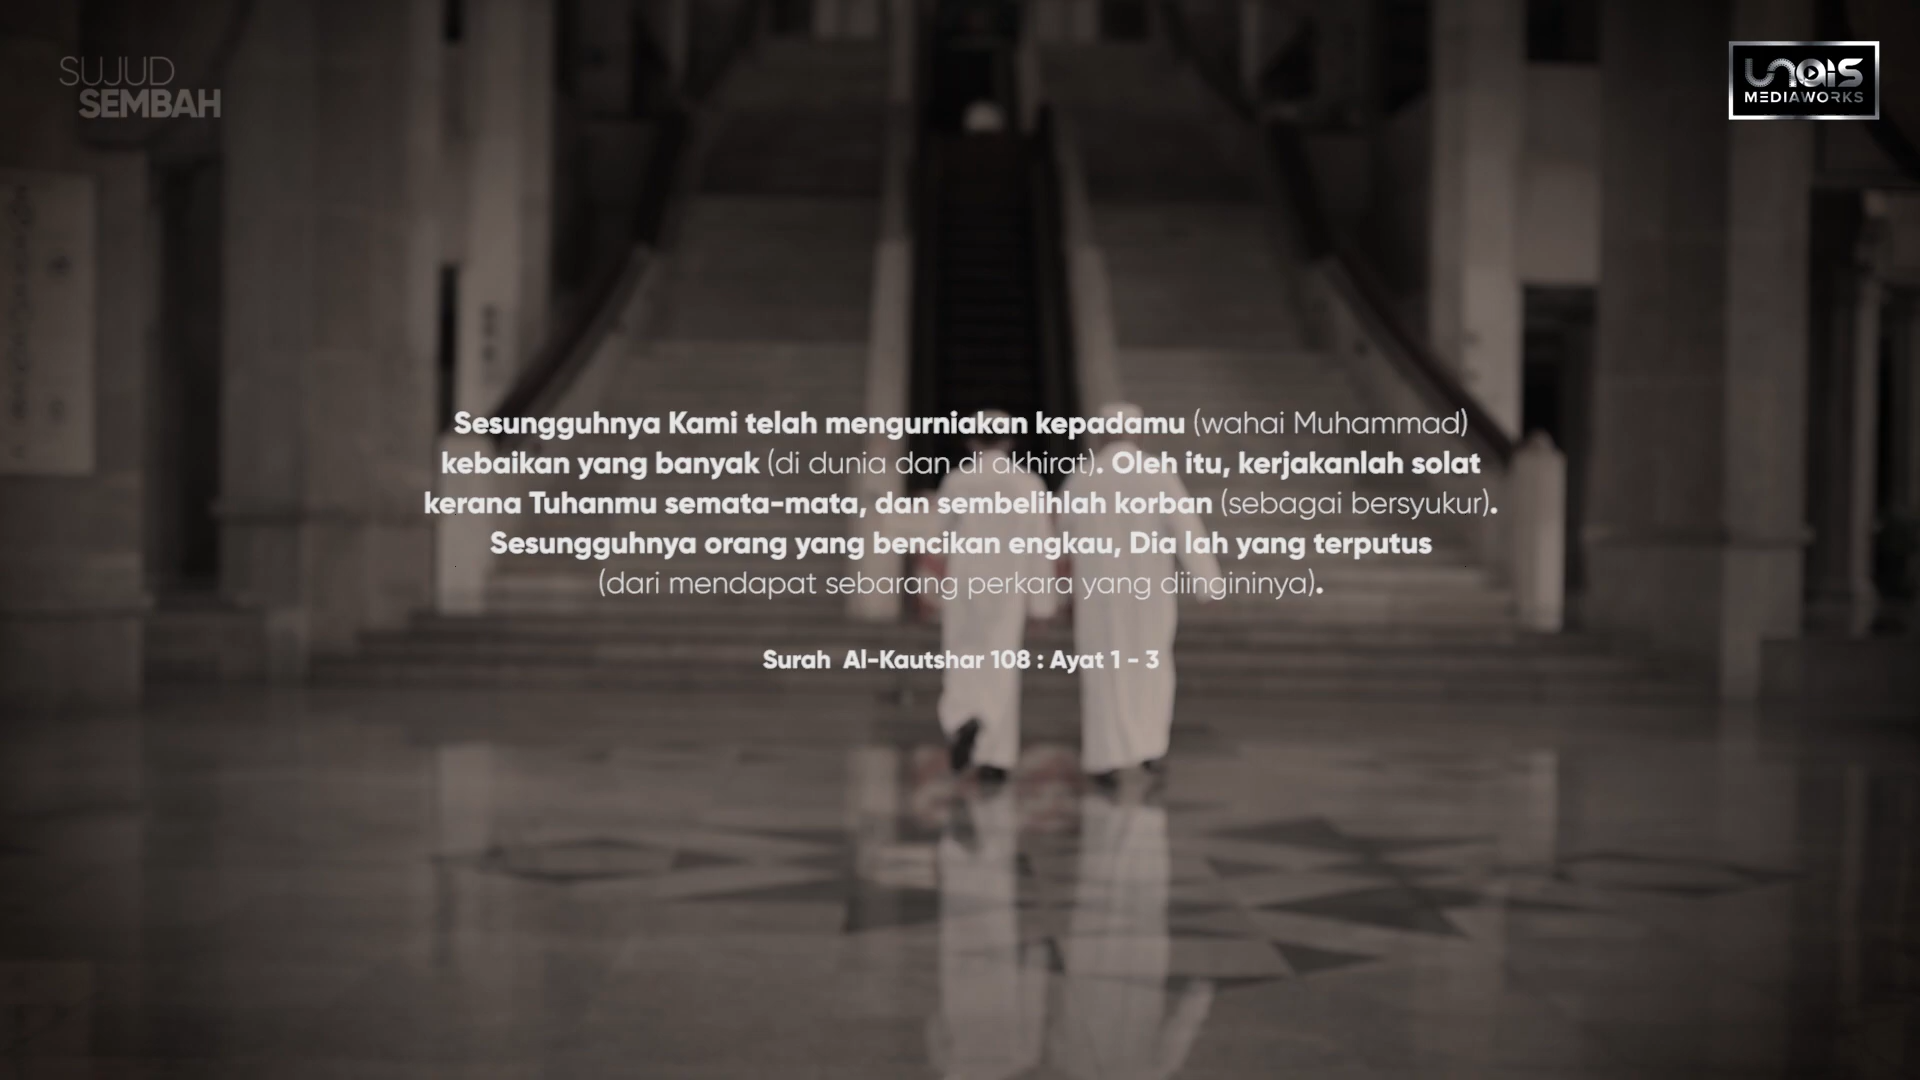 SUJUD
SEMBAH
UNAIS
MEDIAWORKS
Sesungguhnya Kami telah mengurniakan kepadamu (wahai Muhammad)
kebaikan yang banyak (di dunia dan di akhirat). Oleh itu, kerjakanlah solat
kerana Tuhanmu semata-mata, dan sembelihlah korban (sebagai bersyukur).
Sesungguhnya orang yang bencikan engkau, Dia lah yang terputus
(dari mendapat sebarang perkara yang diingininya).
Surah Al-Kautshar 108 : Ayat 1 - 3